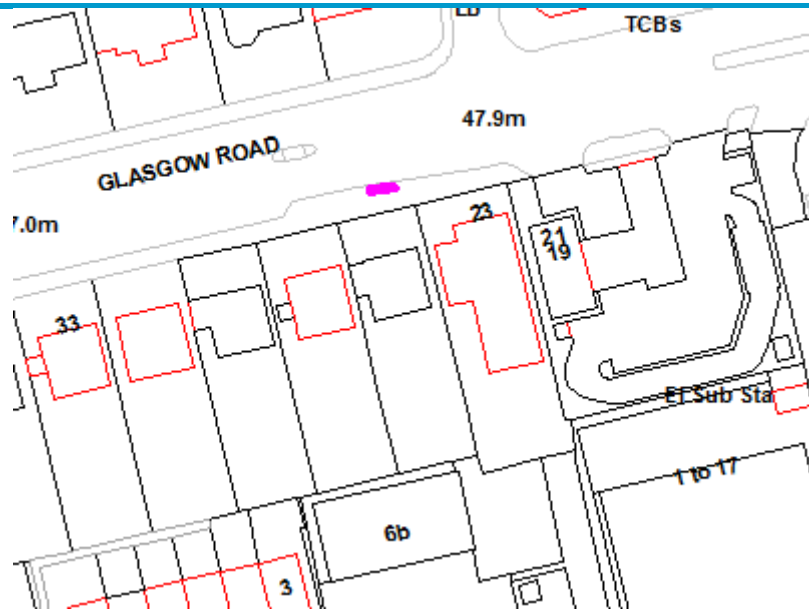 TCBs
47.9m
GLASGOW ROAD
7.0m
23
21
19
33
El Sub Sta
1 to 17
6b
3